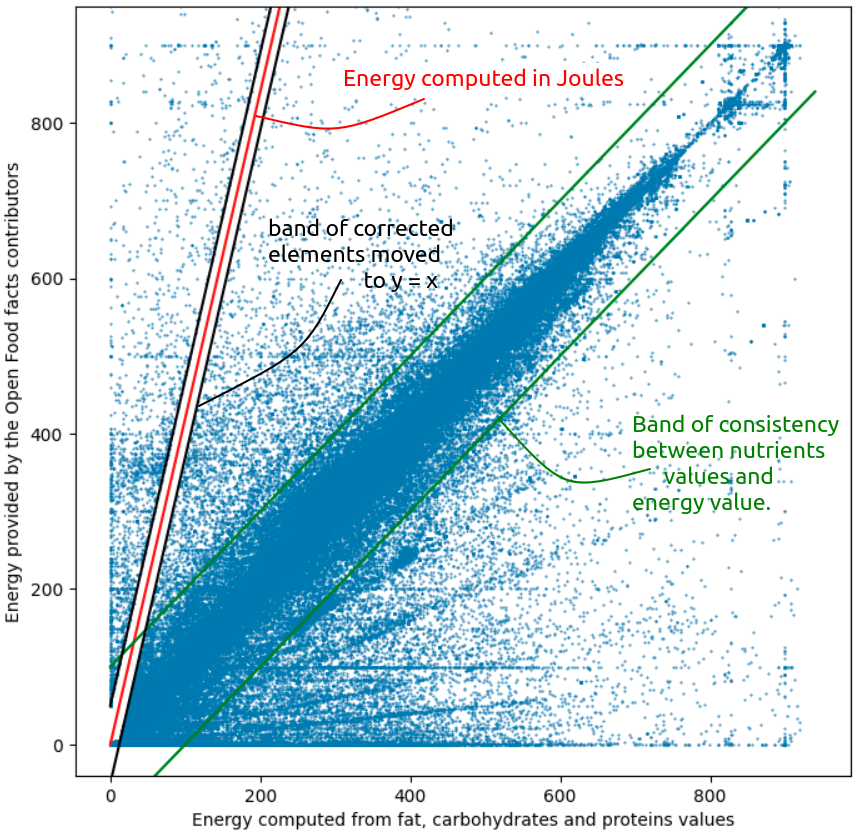 Energy computed in Joules
band of corrected
elements moved
to y = x
Band of consistency
between nutrients
values and
energy value.
Energy provided by the Open Food facts contributors
800
600
400
200
0
0 200 400 600 800
Energy computed from fat, carbohydrates and proteins values